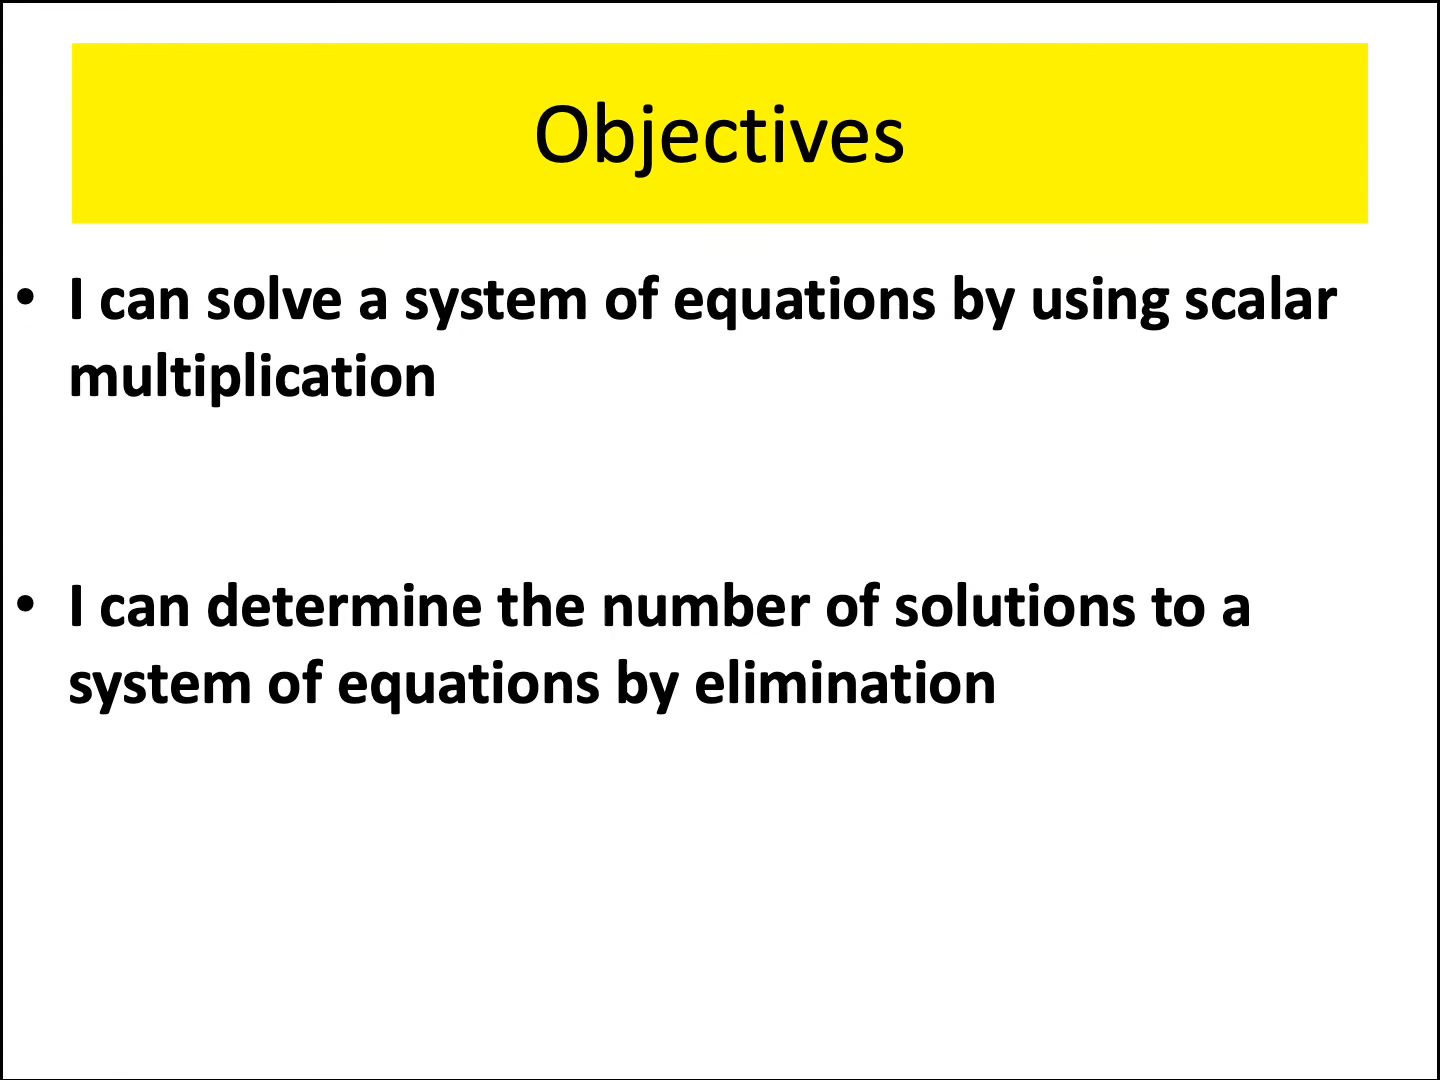 Objectives
• I can solve a system of equations by using scalar
multiplication
• I can determine the number of solutions to a
system of equations by elimination